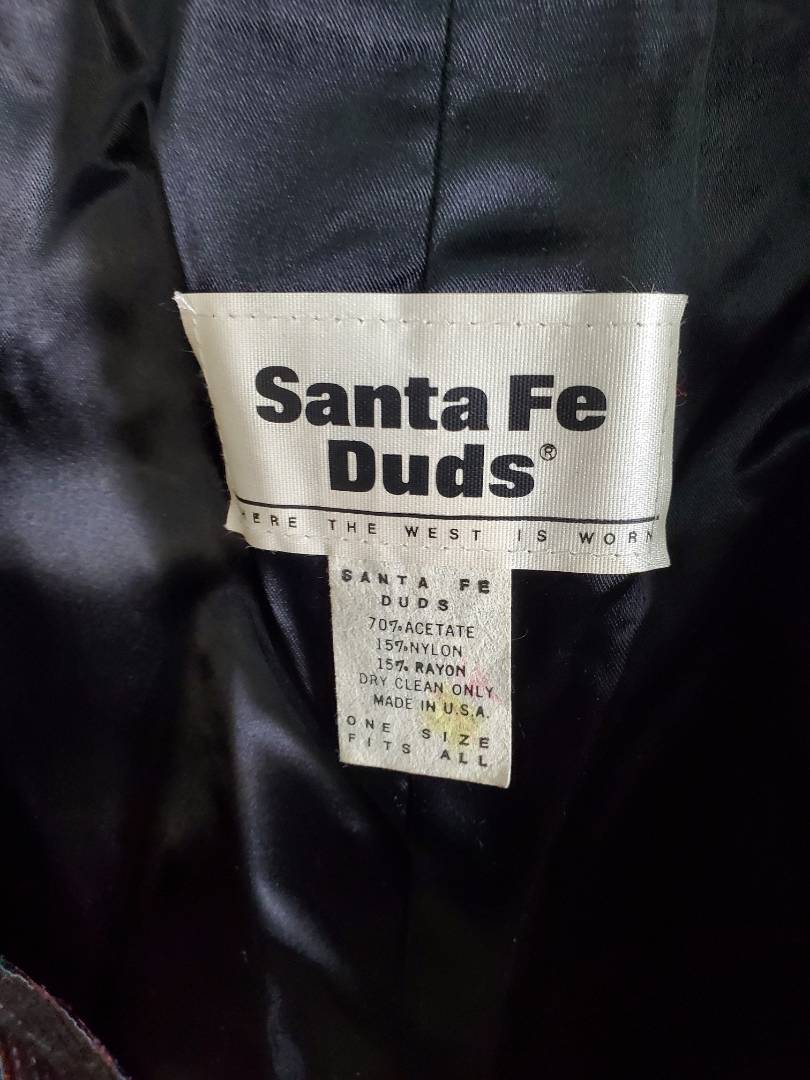 Santa Fe
Duds®
HERE THE WEST IS WORN
SANTA FE
DUDS
70% ACETATE
15% NYLON
15% RAYON
DRY CLEAN ONLY
MADE IN U.S.A.
ONE SIZE
FITS ALL